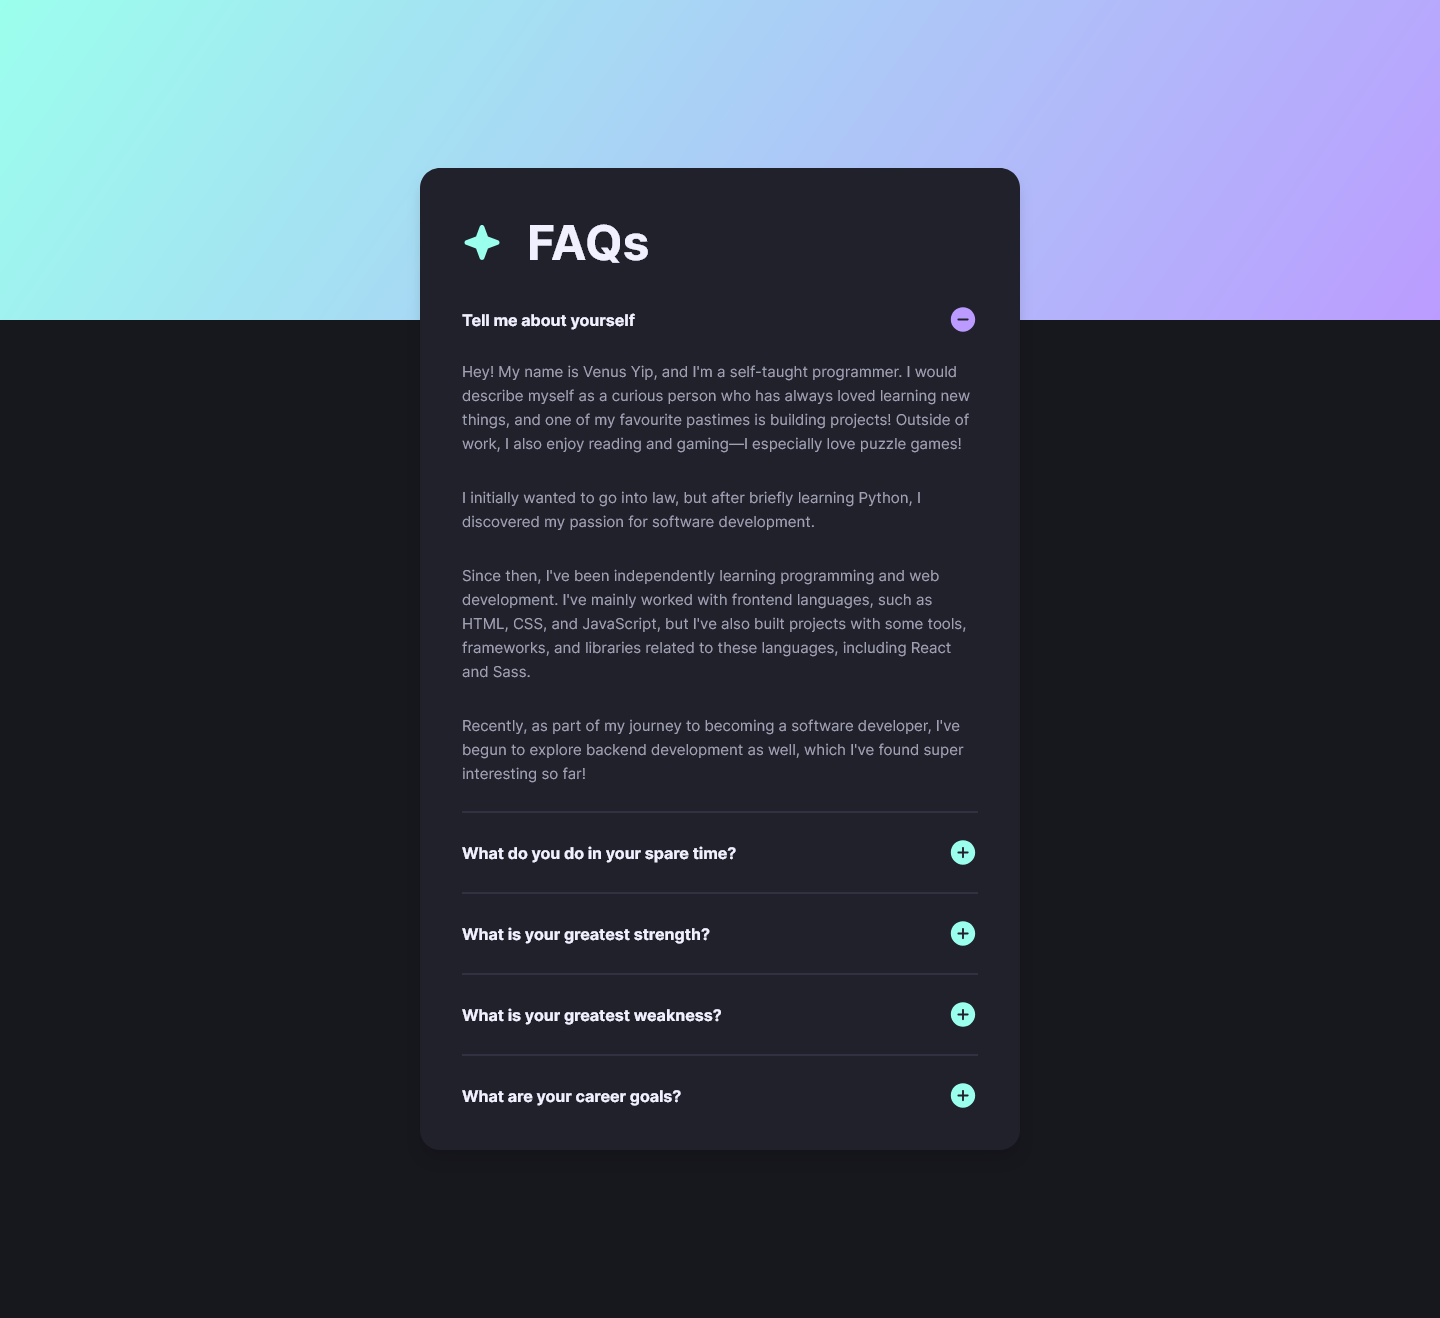 FAQs
Tell me about yourself
Hey! My name is Venus Yip, and I'm a self-taught programmer. I would
describe myself as a curious person who has always loved learning new
things, and one of my favourite pastimes is building projects! Outside of
work, I also enjoy reading and gaming—I especially love puzzle games!
I initially wanted to go into law, but after briefly learning Python, I
discovered my passion for software development.
Since then, I've been independently learning programming and web
development. I've mainly worked with frontend languages, such as
HTML, CSS, and JavaScript, but I've also built projects with some tools,
frameworks, and libraries related to these languages, including React
and Sass.
Recently, as part of my journey to becoming a software developer, I've
begun to explore backend development as well, which I've found super
interesting so far!
What do you do in your spare time?
What is your greatest strength?
What is your greatest weakness?
What are your career goals?